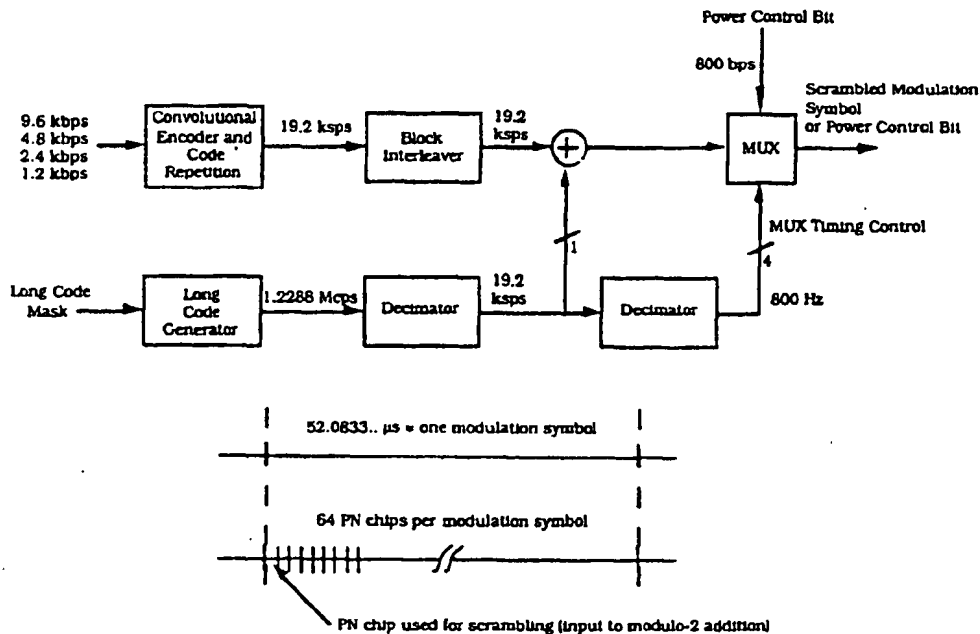 Power Control Bit
800 bps
Scrambled Modulation
Symbol
or Power Control Bit
9.6 kbps
4.8 kbps
2.4 kbps
1.2 kbps
Convolutional
Encoder and
Code
Repetition
19.2 ksps
Block
Interleaver
19.2
ksps
+
MUX
MUX Timing Control
1
4
800 Hz
Long Code
Mask
Long
Code
Generator
1.2288 Mcps
Decimator
19.2
ksps
Decimator
52.0833.. μs = one modulation symbol
64 PN chips per modulation symbol
PN chip used for scrambling (input to modulo-2 addition)